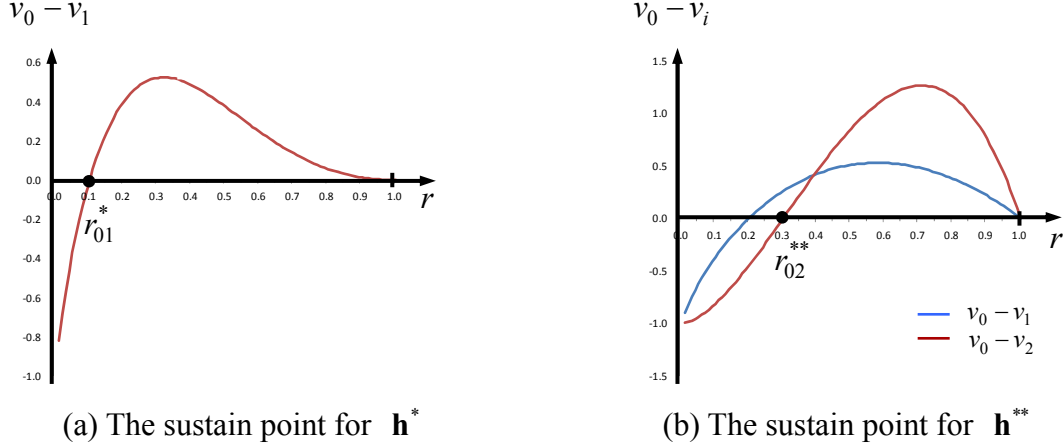 v₀ − v₁
0.6
0.4
0.2
0.0
-0.2
-0.4
-0.6
-0.8
-1.0
0.0 0.1 0.2 0.3 0.4 0.5 0.6 0.7 0.8 0.9 1.0
r
r*₀₁
(a) The sustain point for h*
v₀ − vᵢ
1.5
1.0
0.5
0.0
-0.5
-1.0
-1.5
0.0 0.1 0.2 0.3 0.4 0.5 0.6 0.7 0.8 0.9 1.0
r
r**₀₂
v₀ − v₁
v₀ − v₂
(b) The sustain point for h**